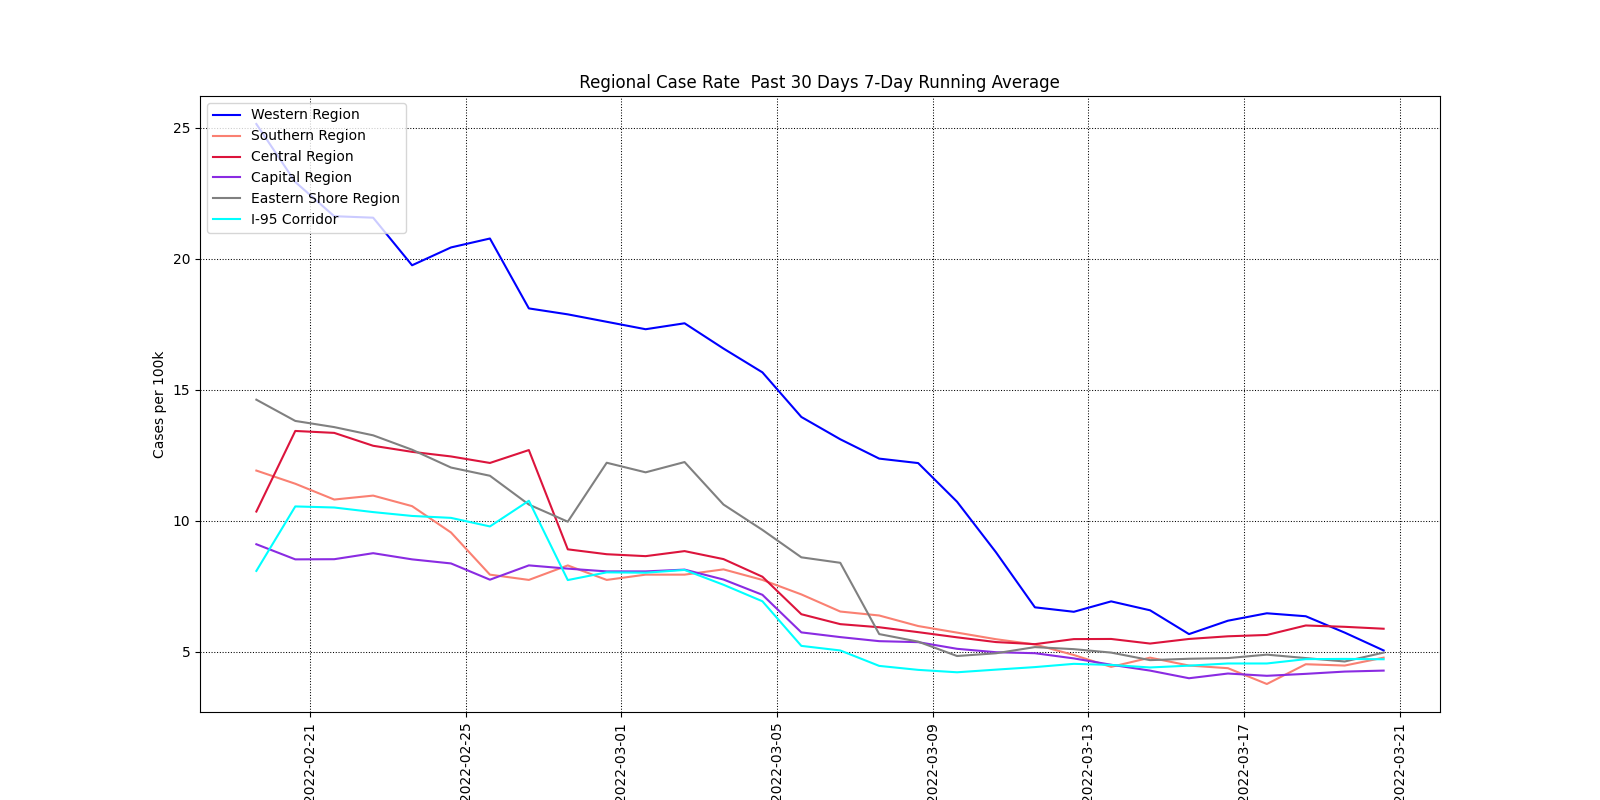 Regional Case Rate  Past 30 Days 7-Day Running Average
Western Region
Southern Region
Central Region
Capital Region
Eastern Shore Region
I-95 Corridor
Cases per 100k
25
20
15
10
5
2022-02-21
2022-02-25
2022-03-01
2022-03-05
2022-03-09
2022-03-13
2022-03-17
2022-03-21